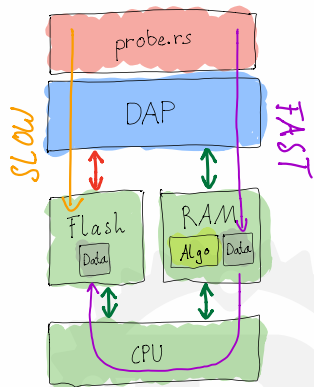 probe.rs
DAP
SLOW
FAST
Flash
Data
RAM
Algo
Data
CPU